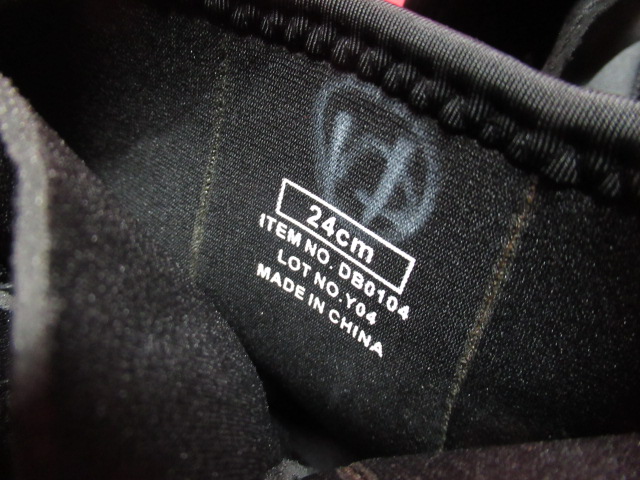 24cm
ITEM NO. DB0104
LOT NO.Y04
MADE IN CHINA